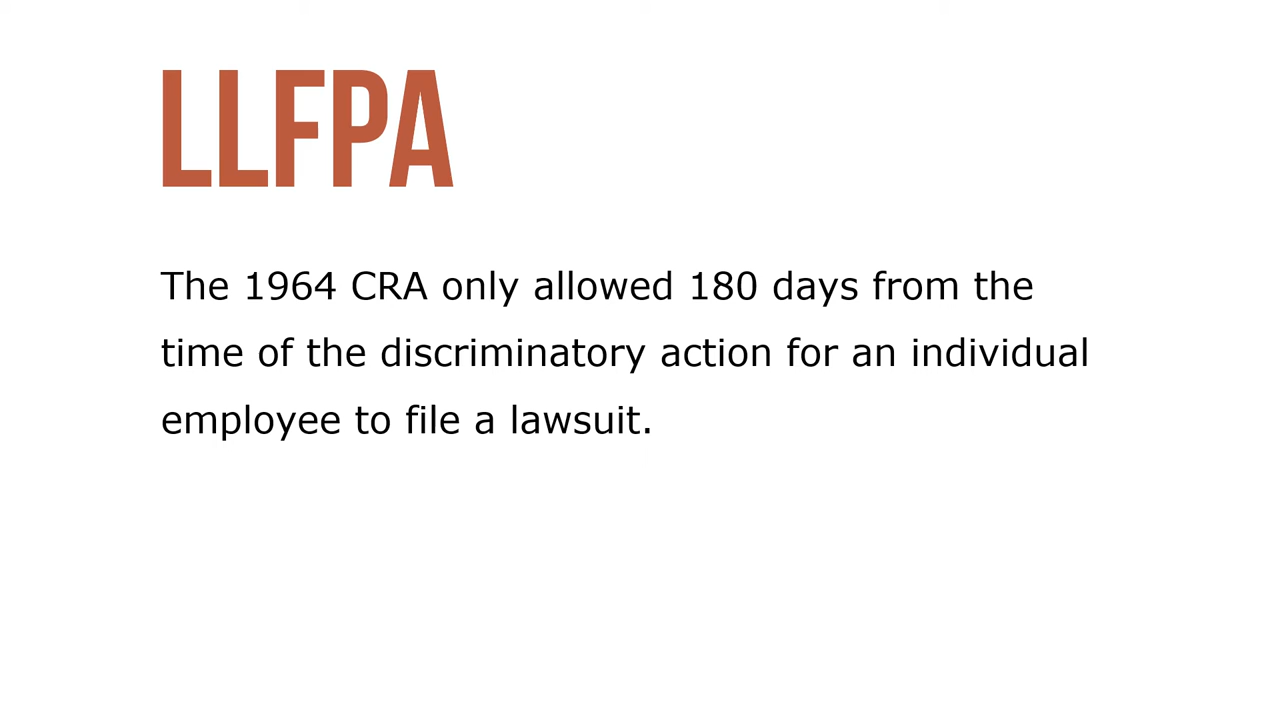 LLFPA
The 1964 CRA only allowed 180 days from the
time of the discriminatory action for an individual
employee to file a lawsuit.